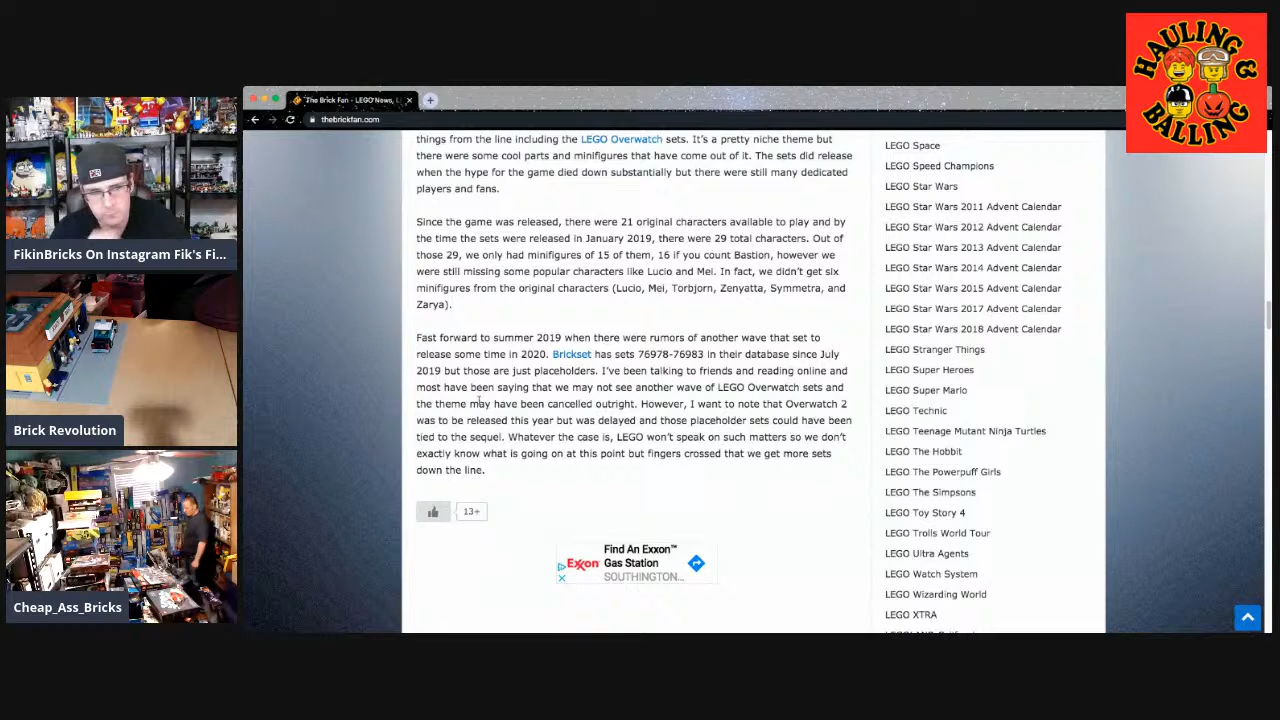 HAULING &
BALLING
The Brick Fan - LEGO News, L
thebrickfan.com
FikinBricks On Instagram Fik's Fi...
Brick Revolution
Cheap_Ass_Bricks
things from the line including the LEGO Overwatch sets. It's a pretty niche theme but
there were some cool parts and minifigures that have come out of it. The sets did release
when the hype for the game died down substantially but there were still many dedicated
players and fans.
Since the game was released, there were 21 original characters available to play and by
the time the sets were released in January 2019, there were 29 total characters. Out of
those 29, we only had minifigures of 15 of them, 16 if you count Bastion, however we
were still missing some popular characters like Lucio and Mei. In fact, we didn't get six
minifigures from the original characters (Lucio, Mei, Torbjorn, Zenyatta, Symmetra, and
Zarya).
Fast forward to summer 2019 when there were rumors of another wave that set to
release some time in 2020. Brickset has sets 76978-76983 in their database since July
2019 but those are just placeholders. I've been talking to friends and reading online and
most have been saying that we may not see another wave of LEGO Overwatch sets and
the theme may have been cancelled outright. However, I want to note that Overwatch 2
was to be released this year but was delayed and those placeholder sets could have been
tied to the sequel. Whatever the case is, LEGO won't speak on such matters so we don't
exactly know what is going on at this point but fingers crossed that we get more sets
down the line.
13+
Exxon
Find An Exxon™
Gas Station
SOUTHINGTON...
LEGO Space
LEGO Speed Champions
LEGO Star Wars
LEGO Star Wars 2011 Advent Calendar
LEGO Star Wars 2012 Advent Calendar
LEGO Star Wars 2013 Advent Calendar
LEGO Star Wars 2014 Advent Calendar
LEGO Star Wars 2015 Advent Calendar
LEGO Star Wars 2017 Advent Calendar
LEGO Star Wars 2018 Advent Calendar
LEGO Stranger Things
LEGO Super Heroes
LEGO Super Mario
LEGO Technic
LEGO Teenage Mutant Ninja Turtles
LEGO The Hobbit
LEGO The Powerpuff Girls
LEGO The Simpsons
LEGO Toy Story 4
LEGO Trolls World Tour
LEGO Ultra Agents
LEGO Watch System
LEGO Wizarding World
LEGO XTRA